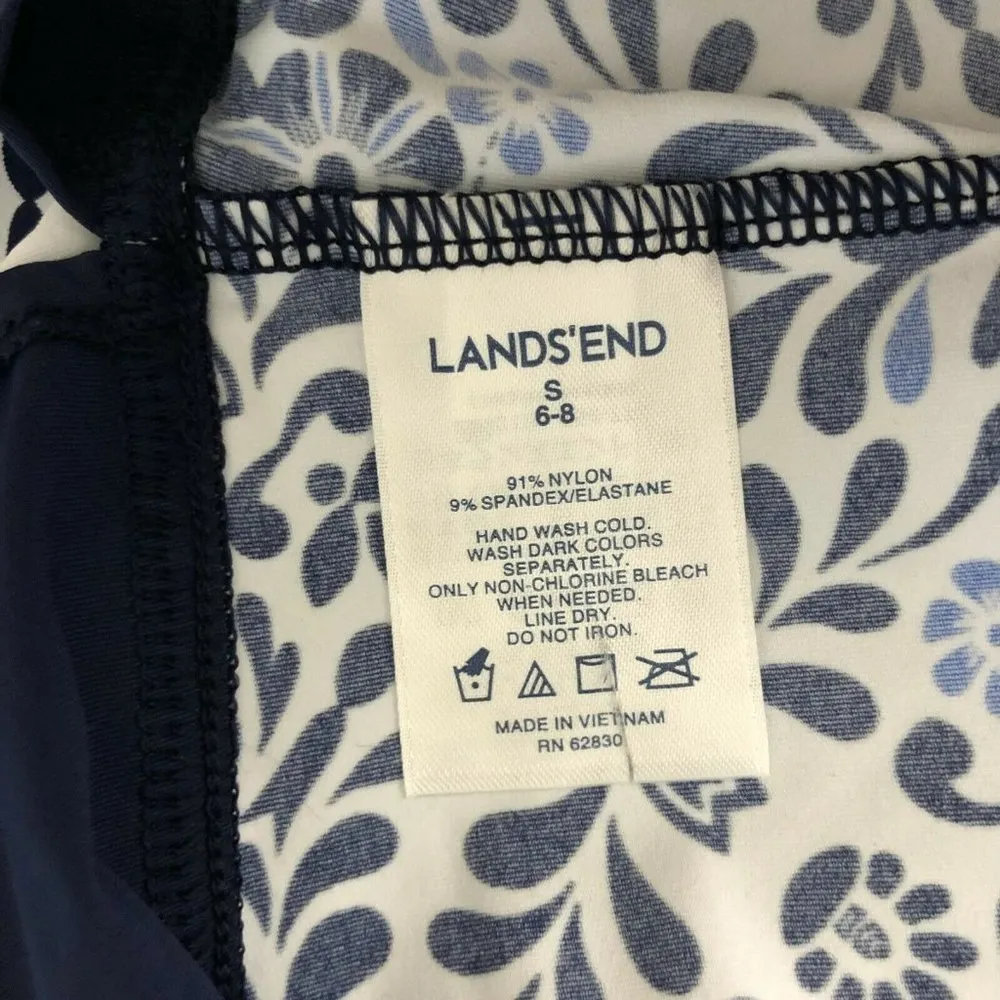 LANDS'END
S
6-8
91% NYLON
9% SPANDEX/ELASTANE
HAND WASH COLD.
WASH DARK COLORS
SEPARATELY.
ONLY NON-CHLORINE BLEACH
WHEN NEEDED.
LINE DRY.
DO NOT IRON.
MADE IN VIETNAM
RN 62830